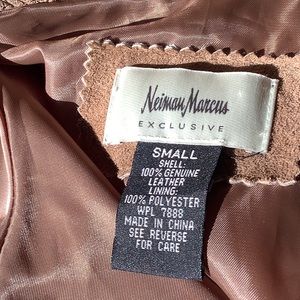 Neiman Marcus
EXCLUSIVE
SMALL
SHELL:
100% GENUINE
LEATHER
LINING:
100% POLYESTER
WPL 7888
MADE IN CHINA
SEE REVERSE
FOR CARE